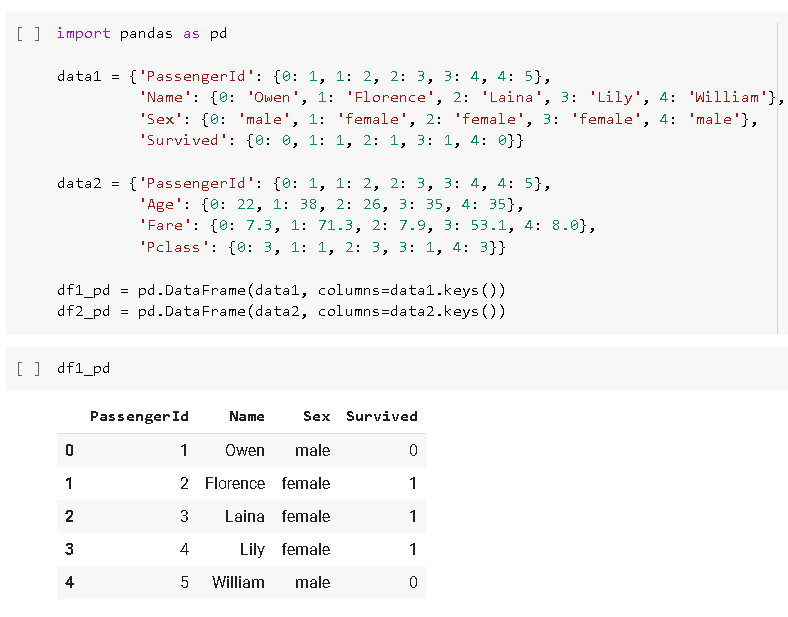 [ ] import pandas as pd
data1 = {'PassengerId': {0: 1, 1: 2, 2: 3, 3: 4, 4: 5},
'Name': {0: 'Owen', 1: 'Florence', 2: 'Laina', 3: 'Lily', 4: 'William'},
'Sex': {0: 'male', 1: 'female', 2: 'female', 3: 'female', 4: 'male'},
'Survived': {0: 0, 1: 1, 2: 1, 3: 1, 4: 0}}
data2 = {'PassengerId': {0: 1, 1: 2, 2: 3, 3: 4, 4: 5},
'Age': {0: 22, 1: 38, 2: 26, 3: 35, 4: 35},
'Fare': {0: 7.3, 1: 71.3, 2: 7.9, 3: 53.1, 4: 8.0},
'Pclass': {0: 3, 1: 1, 2: 3, 3: 1, 4: 3}}
df1_pd = pd.DataFrame(data1, columns=data1.keys())
df2_pd = pd.DataFrame(data2, columns=data2.keys())
[ ] df1_pd
PassengerId Name Sex Survived
0 1 Owen male 0
1 2 Florence female 1
2 3 Laina female 1
3 4 Lily female 1
4 5 William male 0